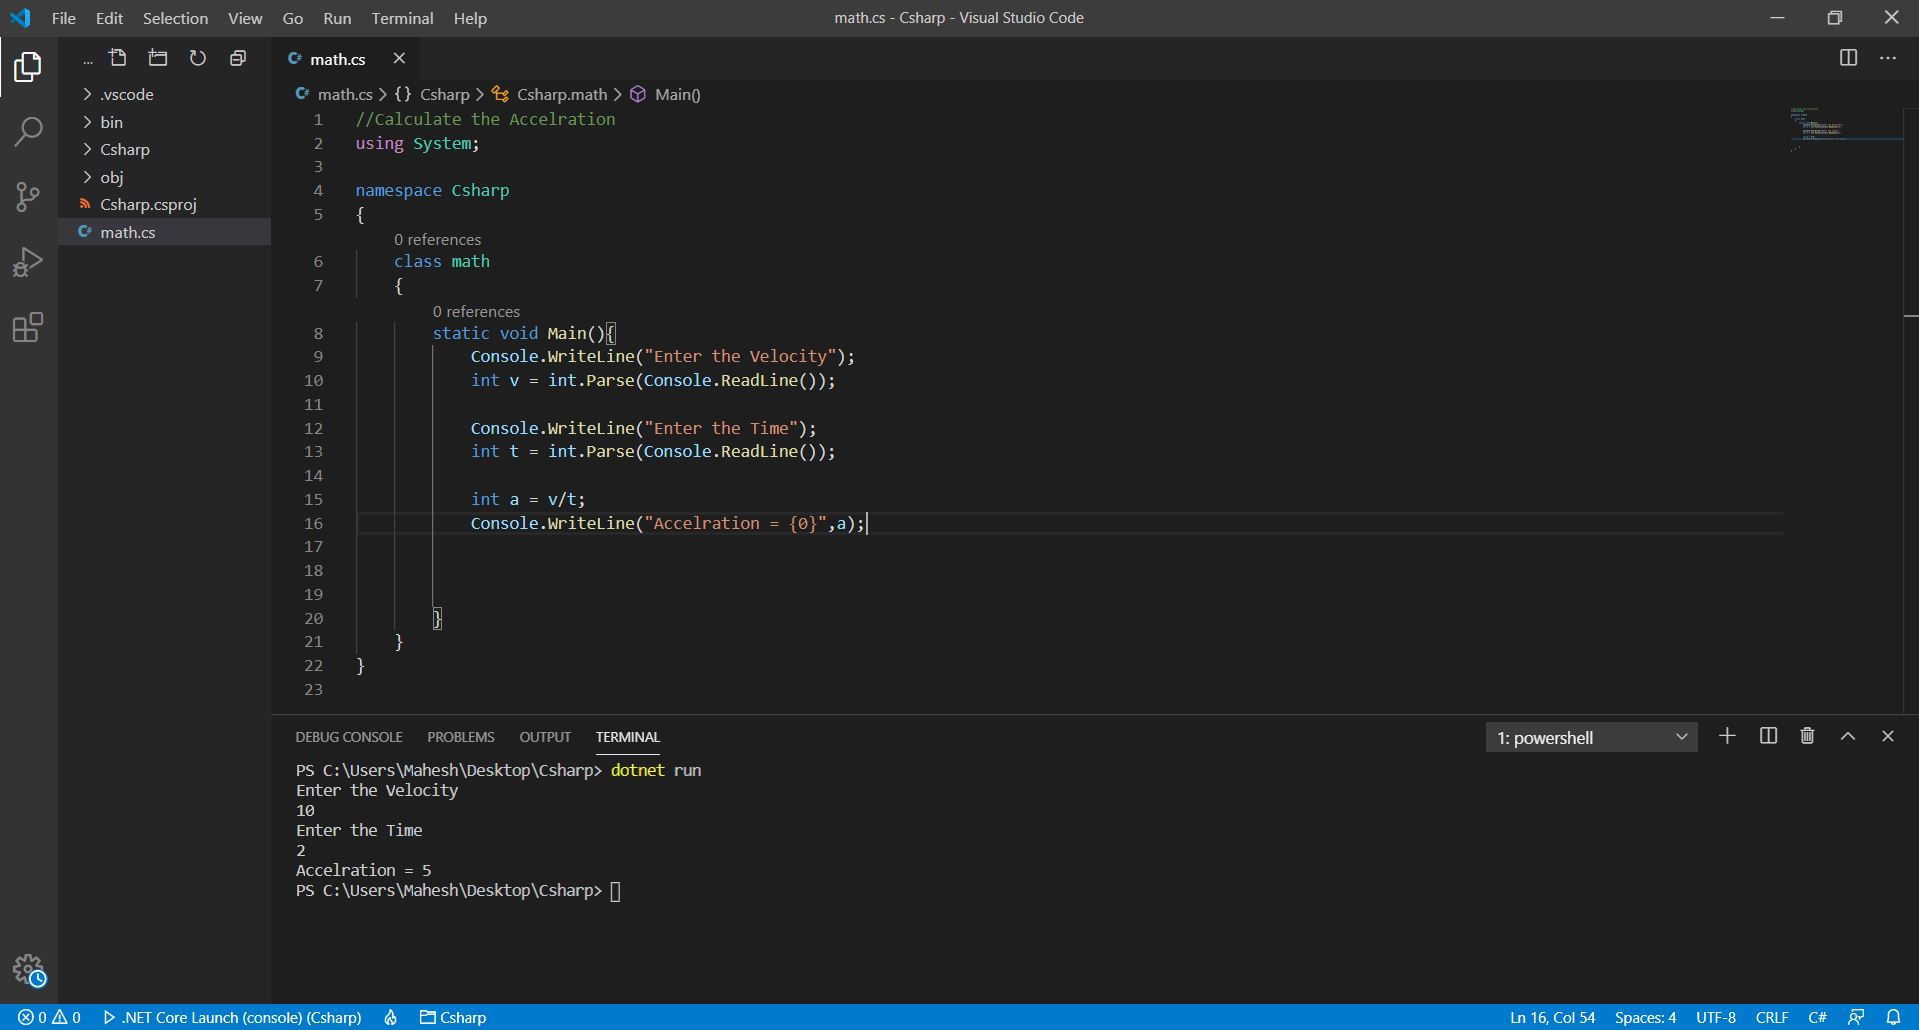 File Edit Selection View Go Run Terminal Help
math.cs - Csharp - Visual Studio Code
...
.vscode
bin
Csharp
obj
Csharp.csproj
math.cs
math.cs
math.cs > {} Csharp > Csharp.math > Main()
1 //Calculate the Accelration
2 using System;
3
4 namespace Csharp
5 {
0 references
6 class math
7 {
0 references
8 static void Main(){
9 Console.WriteLine("Enter the Velocity");
10 int v = int.Parse(Console.ReadLine());
11
12 Console.WriteLine("Enter the Time");
13 int t = int.Parse(Console.ReadLine());
14
15 int a = v/t;
16 Console.WriteLine("Accelration = {0}",a);
17
18
19
20 }
21 }
22 }
23
DEBUG CONSOLE PROBLEMS OUTPUT TERMINAL
1: powershell
PS C:\Users\Mahesh\Desktop\Csharp> dotnet run
Enter the Velocity
10
Enter the Time
2
Accelration = 5
PS C:\Users\Mahesh\Desktop\Csharp>
0 0 .NET Core Launch (console) (Csharp) Csharp
Ln 16, Col 54 Spaces: 4 UTF-8 CRLF C#